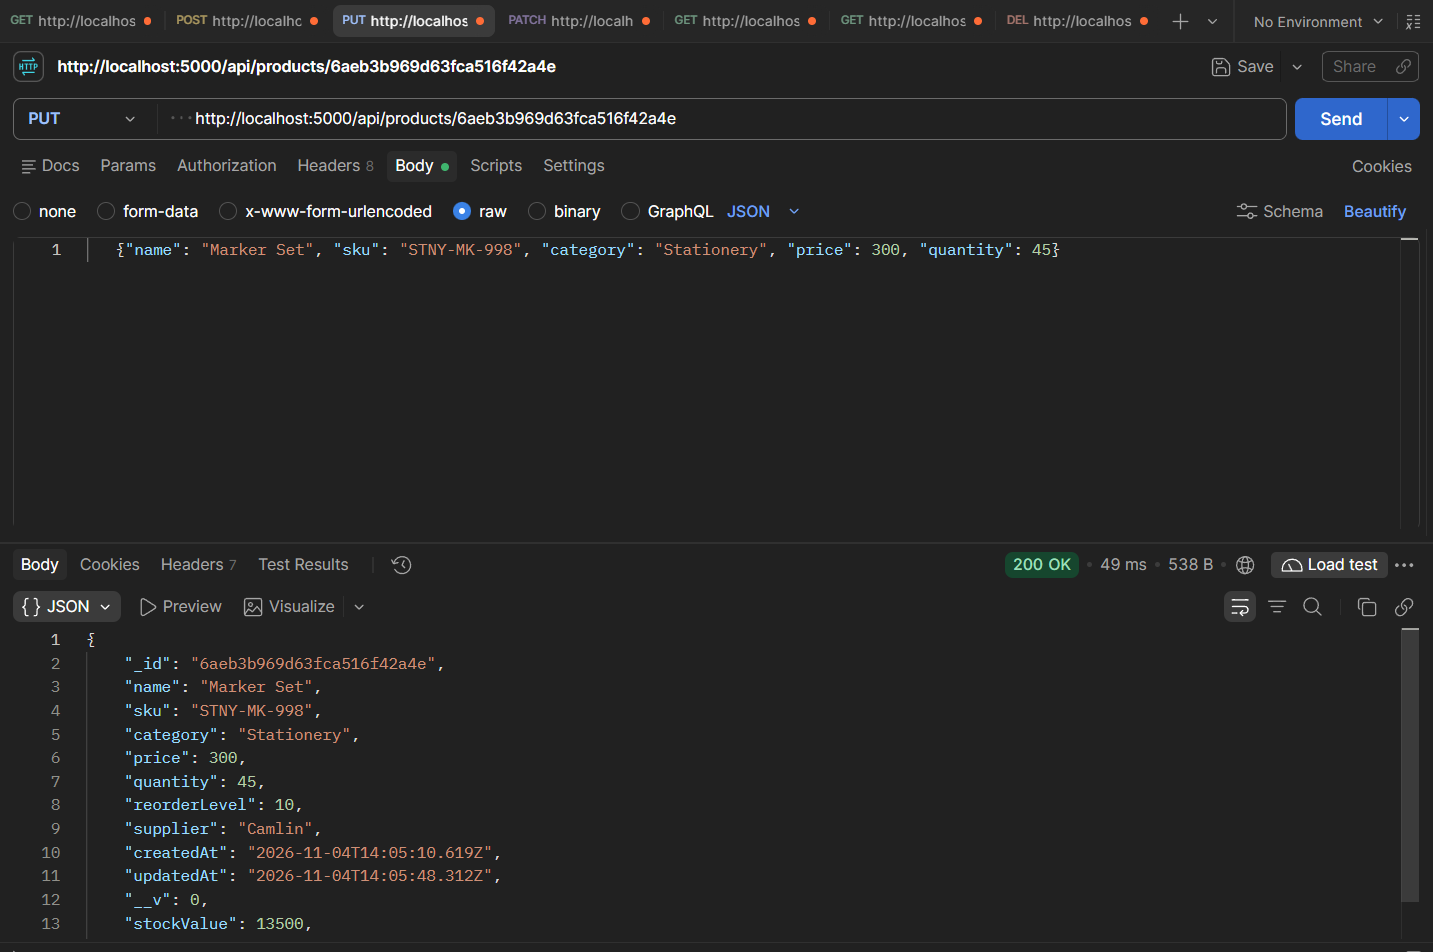 GET http://localhos POST http://localhc PUT http://localhos PATCH http://localh GET http://localhos GET http://localhos DEL http://localhos No Environment
HTTP http://localhost:5000/api/products/6aeb3b969d63fca516f42a4e Save Share
PUT http://localhost:5000/api/products/6aeb3b969d63fca516f42a4e Send
Docs Params Authorization Headers 8 Body Scripts Settings Cookies
none form-data x-www-form-urlencoded raw binary GraphQL JSON Schema Beautify
1 {"name": "Marker Set", "sku": "STNY-MK-998", "category": "Stationery", "price": 300, "quantity": 45}
Body Cookies Headers 7 Test Results 200 OK • 49 ms • 538 B • Load test
{} JSON Preview Visualize
1 {
2 "_id": "6aeb3b969d63fca516f42a4e",
3 "name": "Marker Set",
4 "sku": "STNY-MK-998",
5 "category": "Stationery",
6 "price": 300,
7 "quantity": 45,
8 "reorderLevel": 10,
9 "supplier": "Camlin",
10 "createdAt": "2026-11-04T14:05:10.619Z",
11 "updatedAt": "2026-11-04T14:05:48.312Z",
12 "__v": 0,
13 "stockValue": 13500,